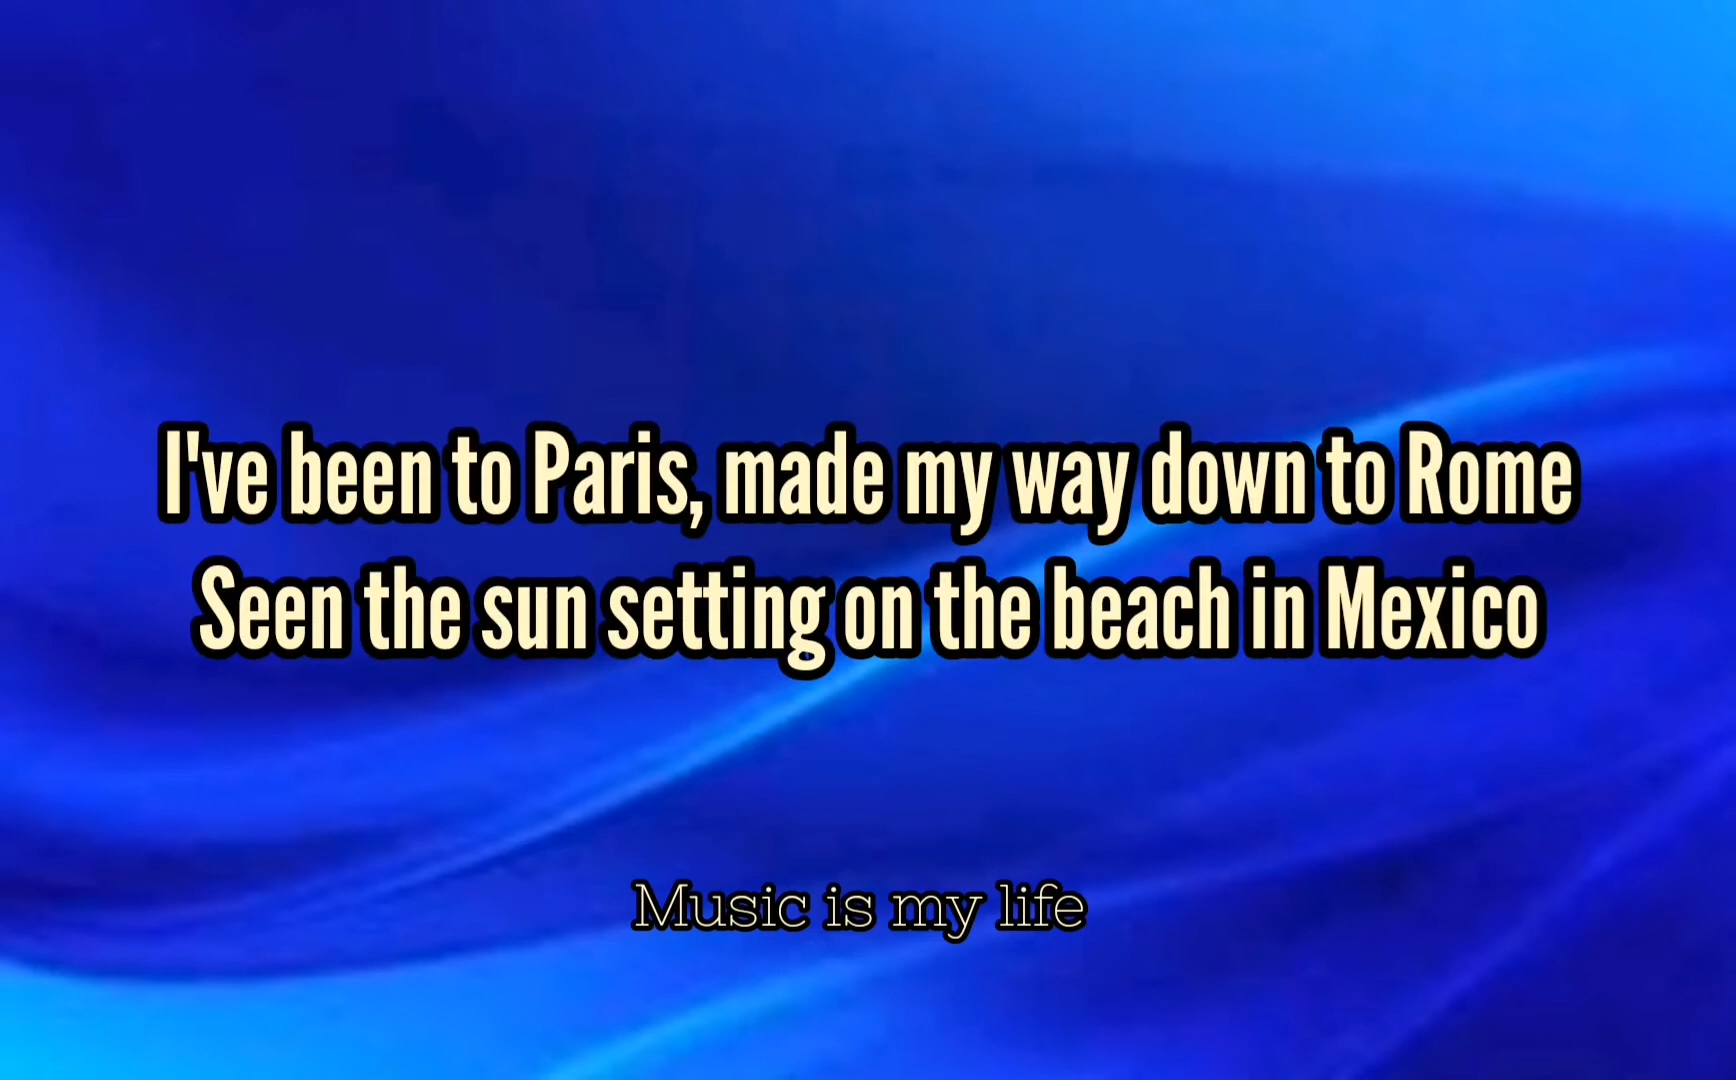 I've been to Paris, made my way down to Rome
Seen the sun setting on the beach in Mexico
Music is my life